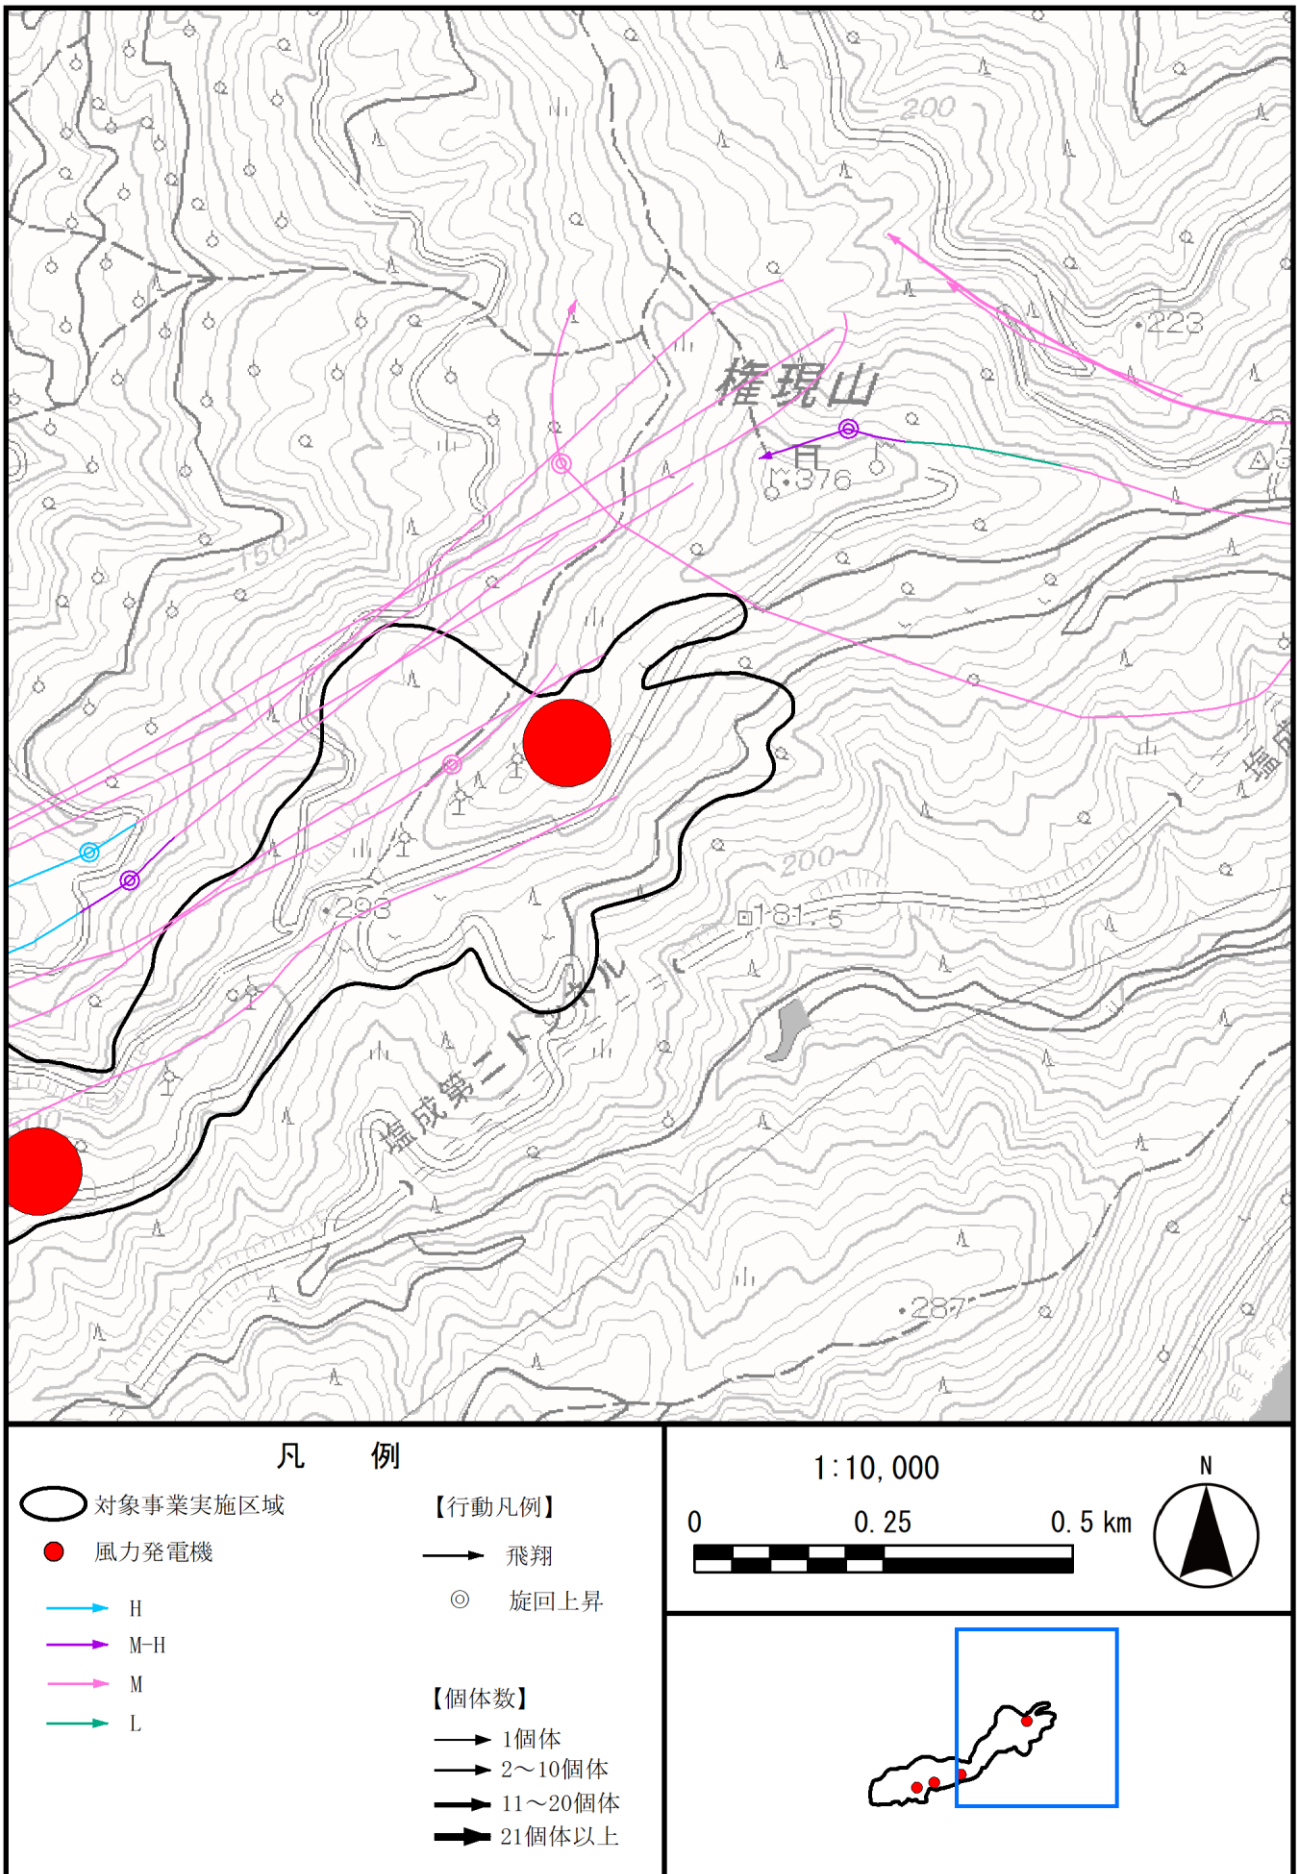 200
223
権現山
376
150
塩成
200
181.5
293
塩成第二トンネル
287
凡 例
対象事業実施区域
風力発電機
H
M-H
M
L
【行動凡例】
飛翔
旋回上昇
【個体数】
1個体
2～10個体
11～20個体
21個体以上
1:10,000
0 0.25 0.5 km
N